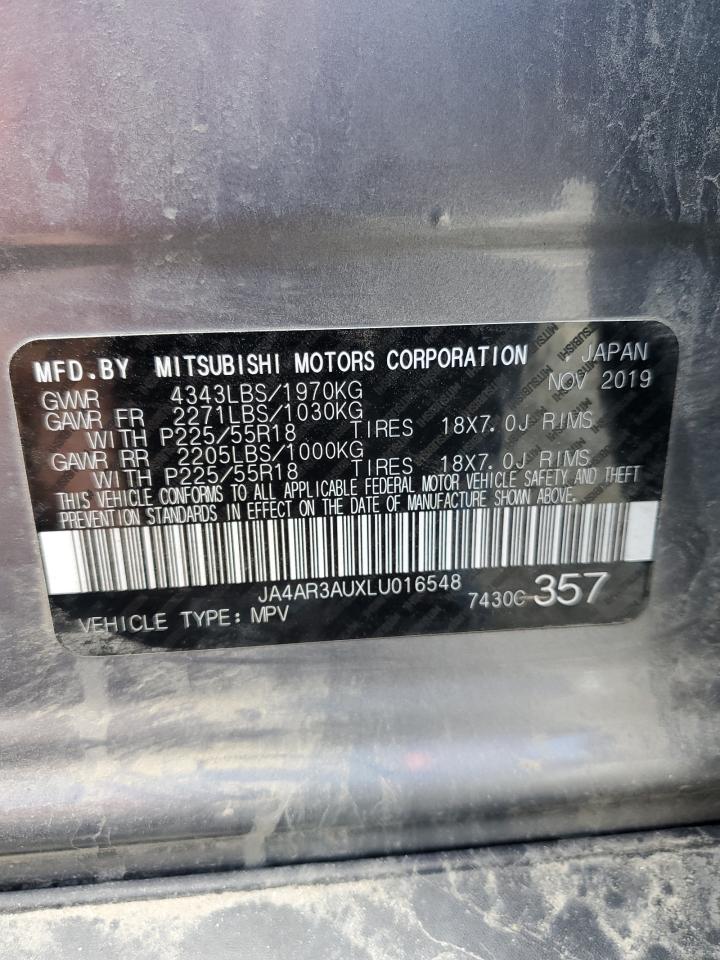 MFD.BY MITSUBISHI MOTORS CORPORATION JAPAN
GVWR 4343LBS/1970KG NOV 2019
GAWR FR 2271LBS/1030KG
WITH P225/55R18 TIRES 18X7.0J RIMS
GAWR RR 2205LBS/1000KG
WITH P225/55R18 TIRES 18X7.0J RIMS
THIS VEHICLE CONFORMS TO ALL APPLICABLE FEDERAL MOTOR VEHICLE SAFETY AND THEFT
PREVENTION STANDARDS IN EFFECT ON THE DATE OF MANUFACTURE SHOWN ABOVE.
JA4AR3AUXLU016548
VEHICLE TYPE: MPV 7430C-357